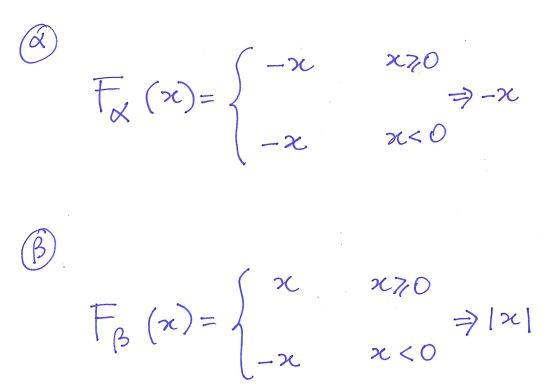 α
F_α (x) = { -x x ⩾ 0
-x x < 0 ⇒ -x
β
F_β (x) = { x x ⩾ 0
-x x < 0 ⇒ |x|